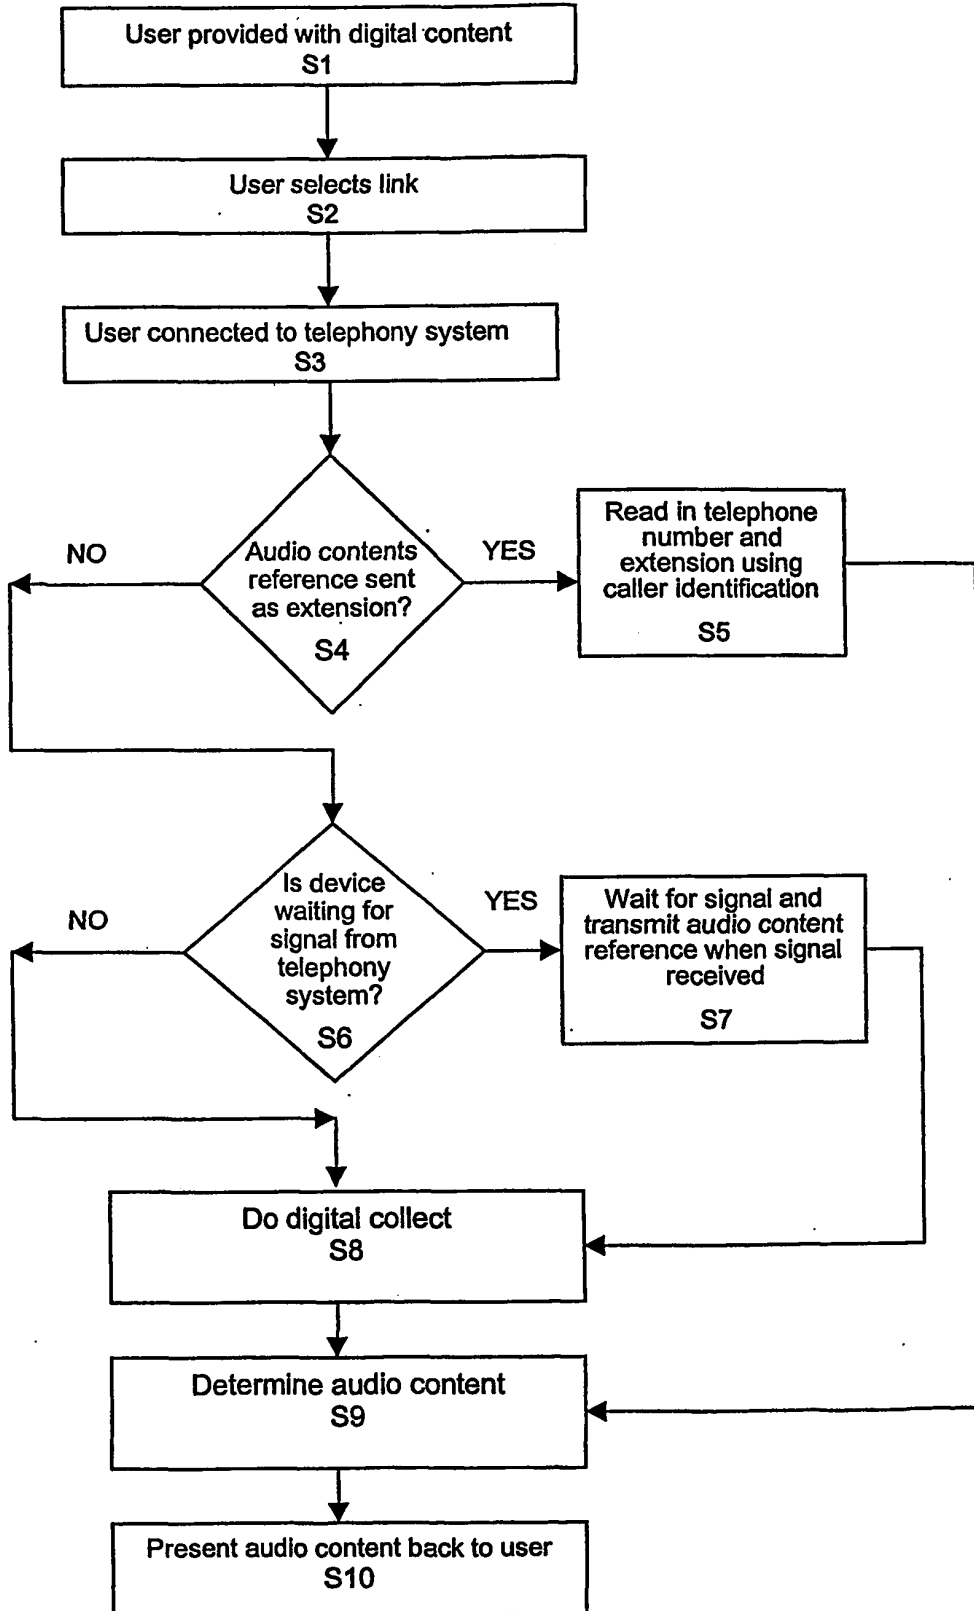 User provided with digital content
S1
User selects link
S2
User connected to telephony system
S3
Audio contents
reference sent
as extension?
S4
NO
YES
Read in telephone
number and
extension using
caller identification
S5
Is device
waiting for
signal from
telephony
system?
S6
NO
YES
Wait for signal and
transmit audio content
reference when signal
received
S7
Do digital collect
S8
Determine audio content
S9
Present audio content back to user
S10